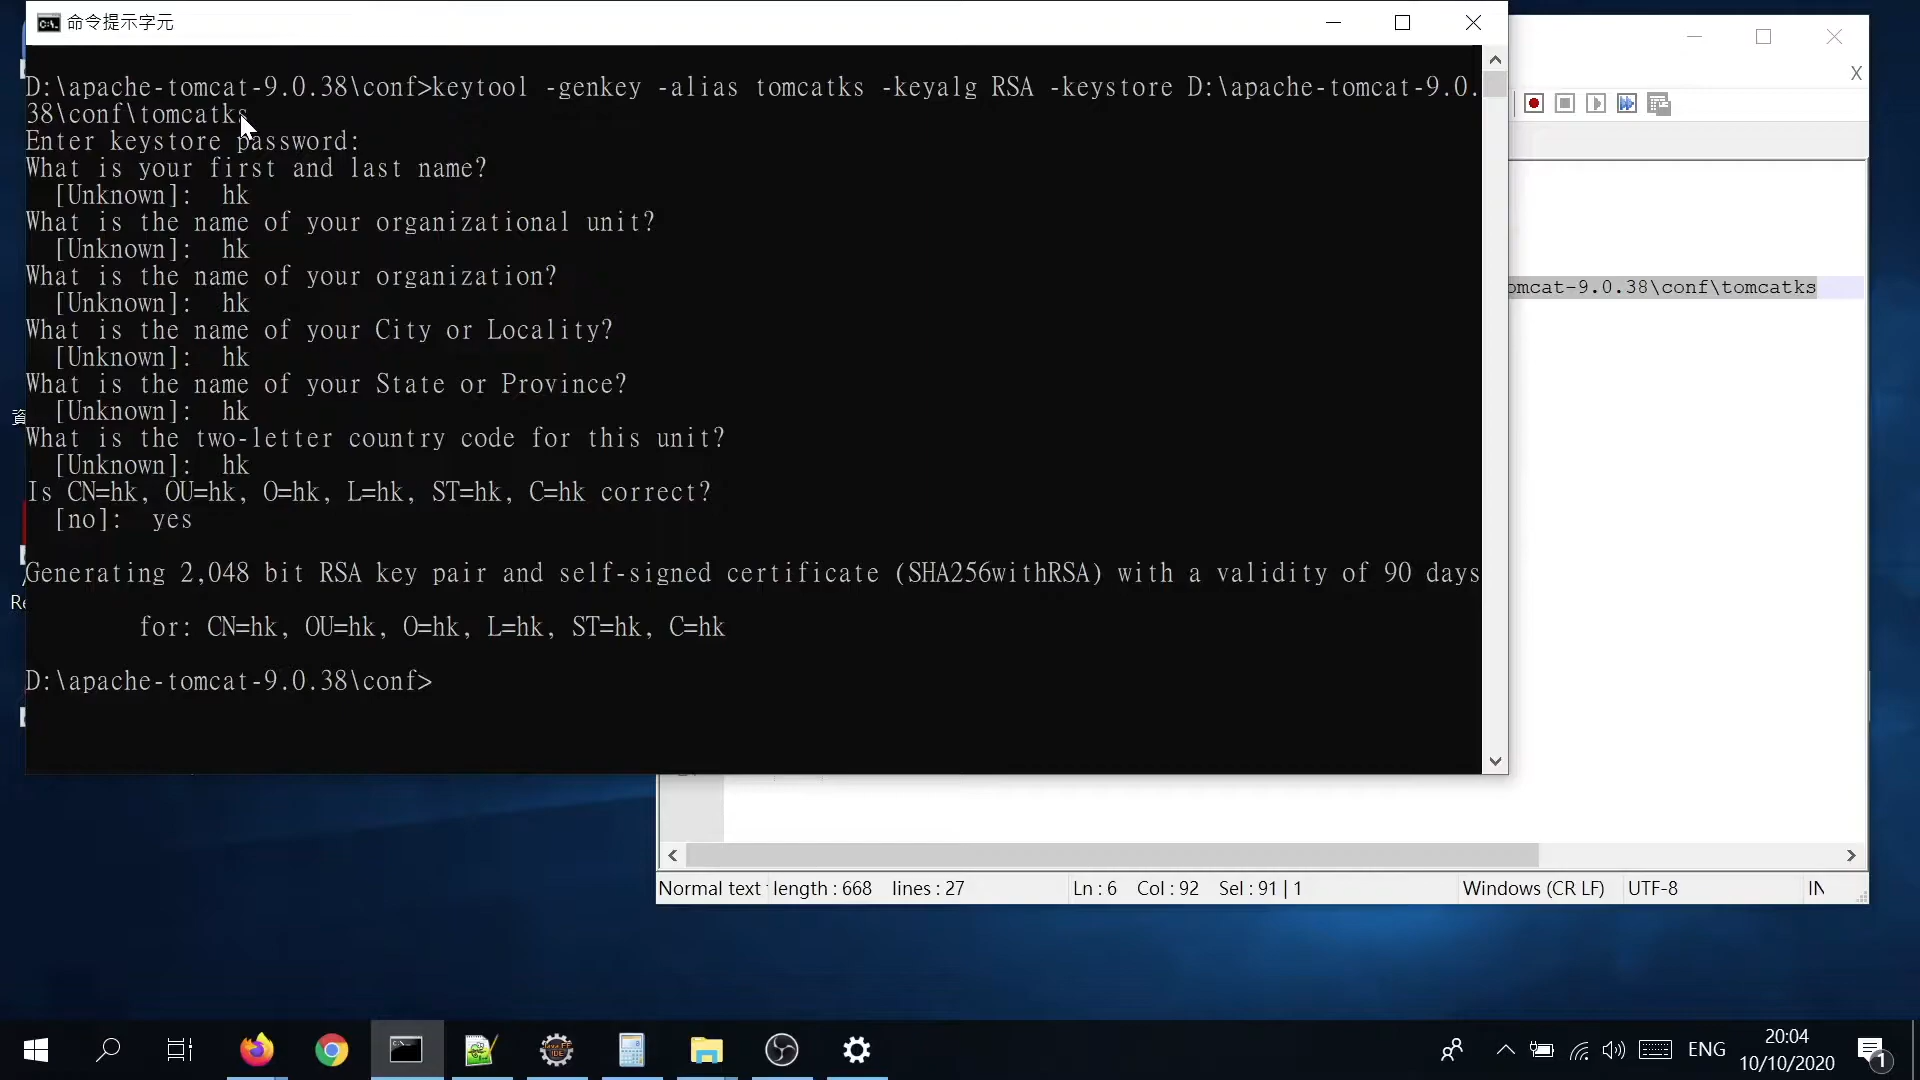 命令提示字元
D:\apache-tomcat-9.0.38\conf>keytool -genkey -alias tomcatks -keyalg RSA -keystore D:\apache-tomcat-9.0.
38\conf\tomcatks
Enter keystore password:
What is your first and last name?
[Unknown]: hk
What is the name of your organizational unit?
[Unknown]: hk
What is the name of your organization?
[Unknown]: hk
What is the name of your City or Locality?
[Unknown]: hk
What is the name of your State or Province?
[Unknown]: hk
What is the two-letter country code for this unit?
[Unknown]: hk
Is CN=hk, OU=hk, O=hk, L=hk, ST=hk, C=hk correct?
[no]: yes
Generating 2,048 bit RSA key pair and self-signed certificate (SHA256withRSA) with a validity of 90 days
for: CN=hk, OU=hk, O=hk, L=hk, ST=hk, C=hk
D:\apache-tomcat-9.0.38\conf>
X
omcat-9.0.38\conf\tomcatks
資
Re
Normal text length : 668 lines : 27 Ln : 6 Col : 92 Sel : 91 | 1 Windows (CR LF) UTF-8 IN
ENG
20:04
10/10/2020
1